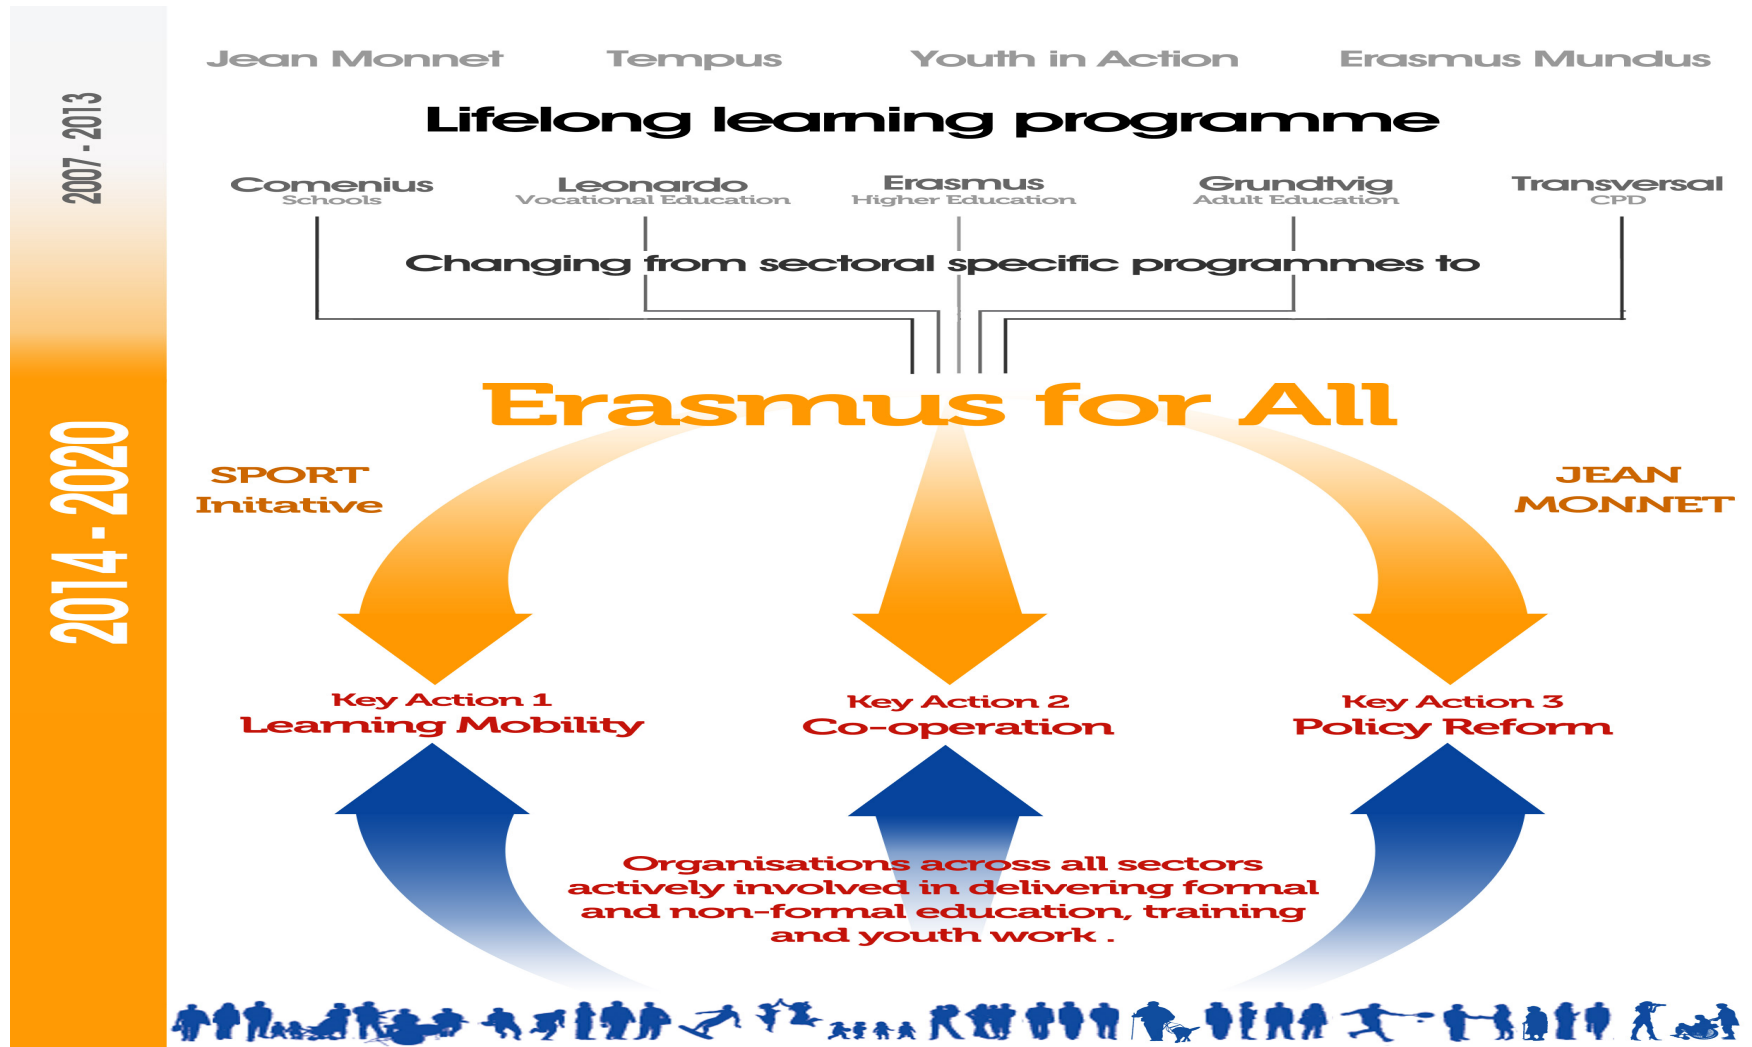 Jean Monnet Tempus Youth in Action Erasmus Mundus
Lifelong learning programme
2007 - 2013
Comenius Leonardo Erasmus Grundtvig Transversal
Schools Vocational Education Higher Education Adult Education CPD
Changing from sectoral specific programmes to
Erasmus for All
2014 - 2020
SPORT
Initative
JEAN
MONNET
Key Action 1
Learning Mobility
Key Action 2
Co-operation
Key Action 3
Policy Reform
Organisations across all sectors
actively involved in delivering formal
and non-formal education, training
and youth work .